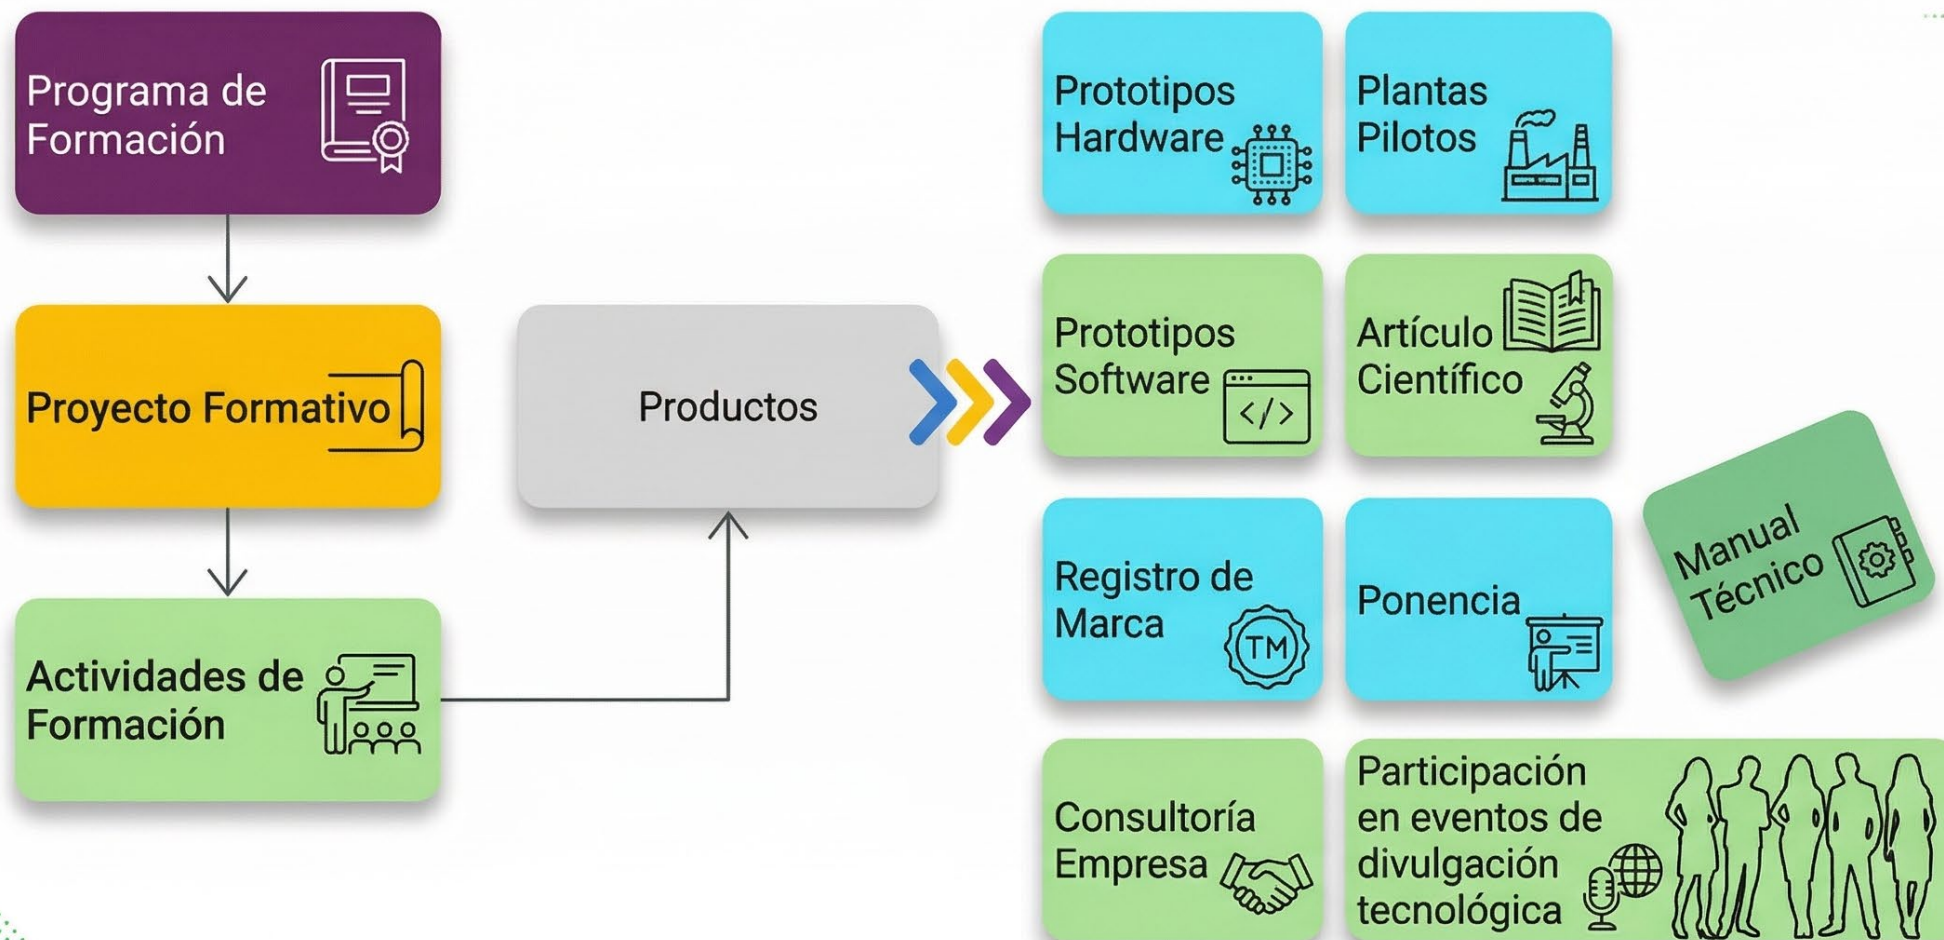 Programa de
Formación
Proyecto Formativo
Actividades de
Formación
Productos
Prototipos
Hardware
Plantas
Pilotos
Prototipos
Software
</>
Artículo
Científico
Registro de
Marca
TM
Ponencia
Manual
Técnico
Consultoría
Empresa
Participación
en eventos de
divulgación
tecnológica